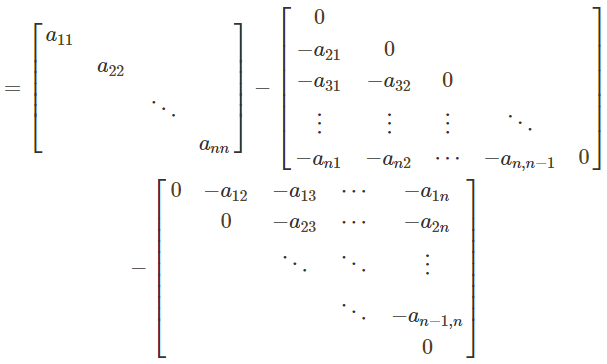 = [ a₁₁ ] − [ 0 ]
a₂₂ −a₂₁ 0
⋱ −a₃₁ −a₃₂ 0
⋮ ⋮ ⋮ ⋱
aₙₙ −aₙ₁ −aₙ₂ ⋯ −aₙ,ₙ₋₁ 0
− [ 0 −a₁₂ −a₁₃ ⋯ −a₁ₙ ]
0 −a₂₃ ⋯ −a₂ₙ
⋱ ⋱ ⋮
⋱ −aₙ₋₁,ₙ
0